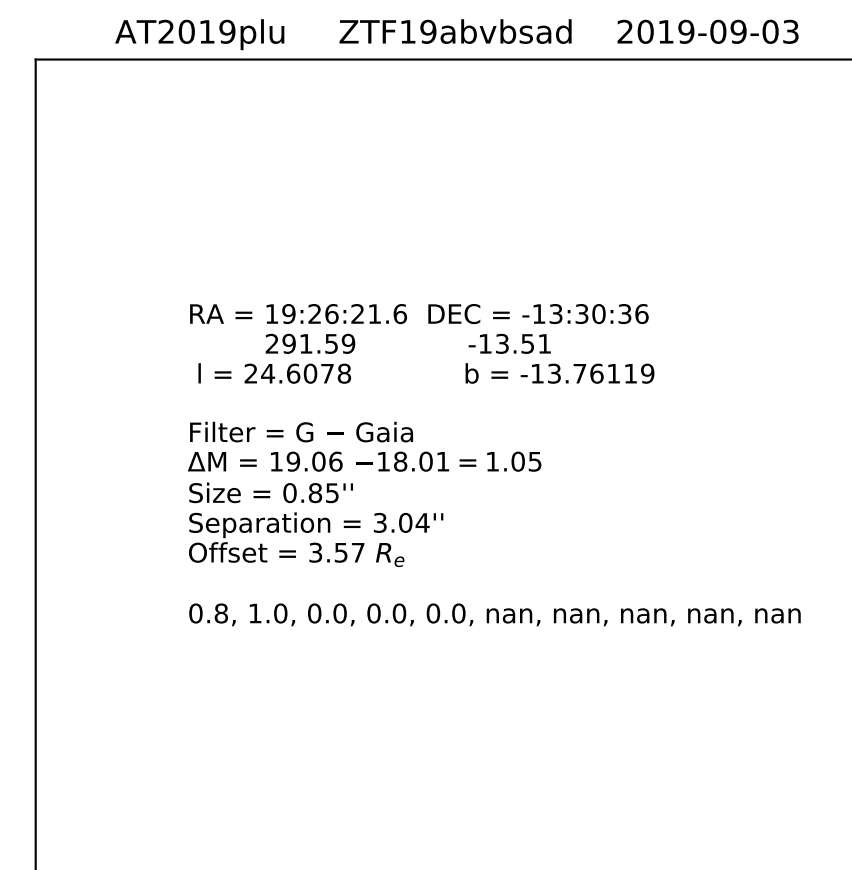 AT2019plu ZTF19abvbsad 2019-09-03
RA = 19:26:21.6 DEC = -13:30:36
291.59 -13.51
l = 24.6078 b = -13.76119
Filter = G − Gaia
ΔM = 19.06 −18.01 = 1.05
Size = 0.85''
Separation = 3.04''
Offset = 3.57 Rₑ
0.8, 1.0, 0.0, 0.0, 0.0, nan, nan, nan, nan, nan